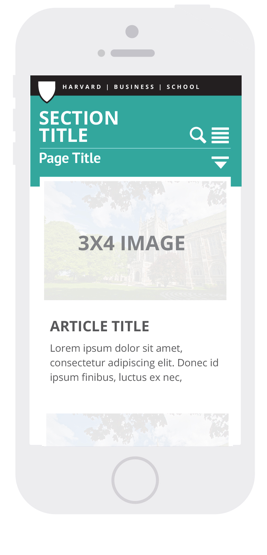 HARVARD | BUSINESS | SCHOOL
SECTION
TITLE
Page Title
3X4 IMAGE
ARTICLE TITLE
Lorem ipsum dolor sit amet,
consectetur adipiscing elit. Donec id
ipsum finibus, luctus ex nec,